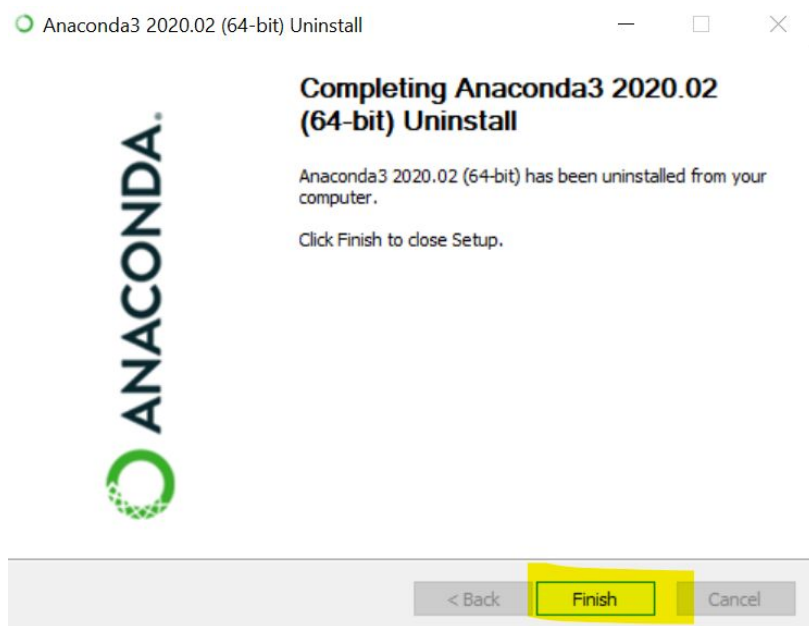 Anaconda3 2020.02 (64-bit) Uninstall
ANACONDA.
Completing Anaconda3 2020.02
(64-bit) Uninstall
Anaconda3 2020.02 (64-bit) has been uninstalled from your
computer.
Click Finish to close Setup.
< Back
Finish
Cancel